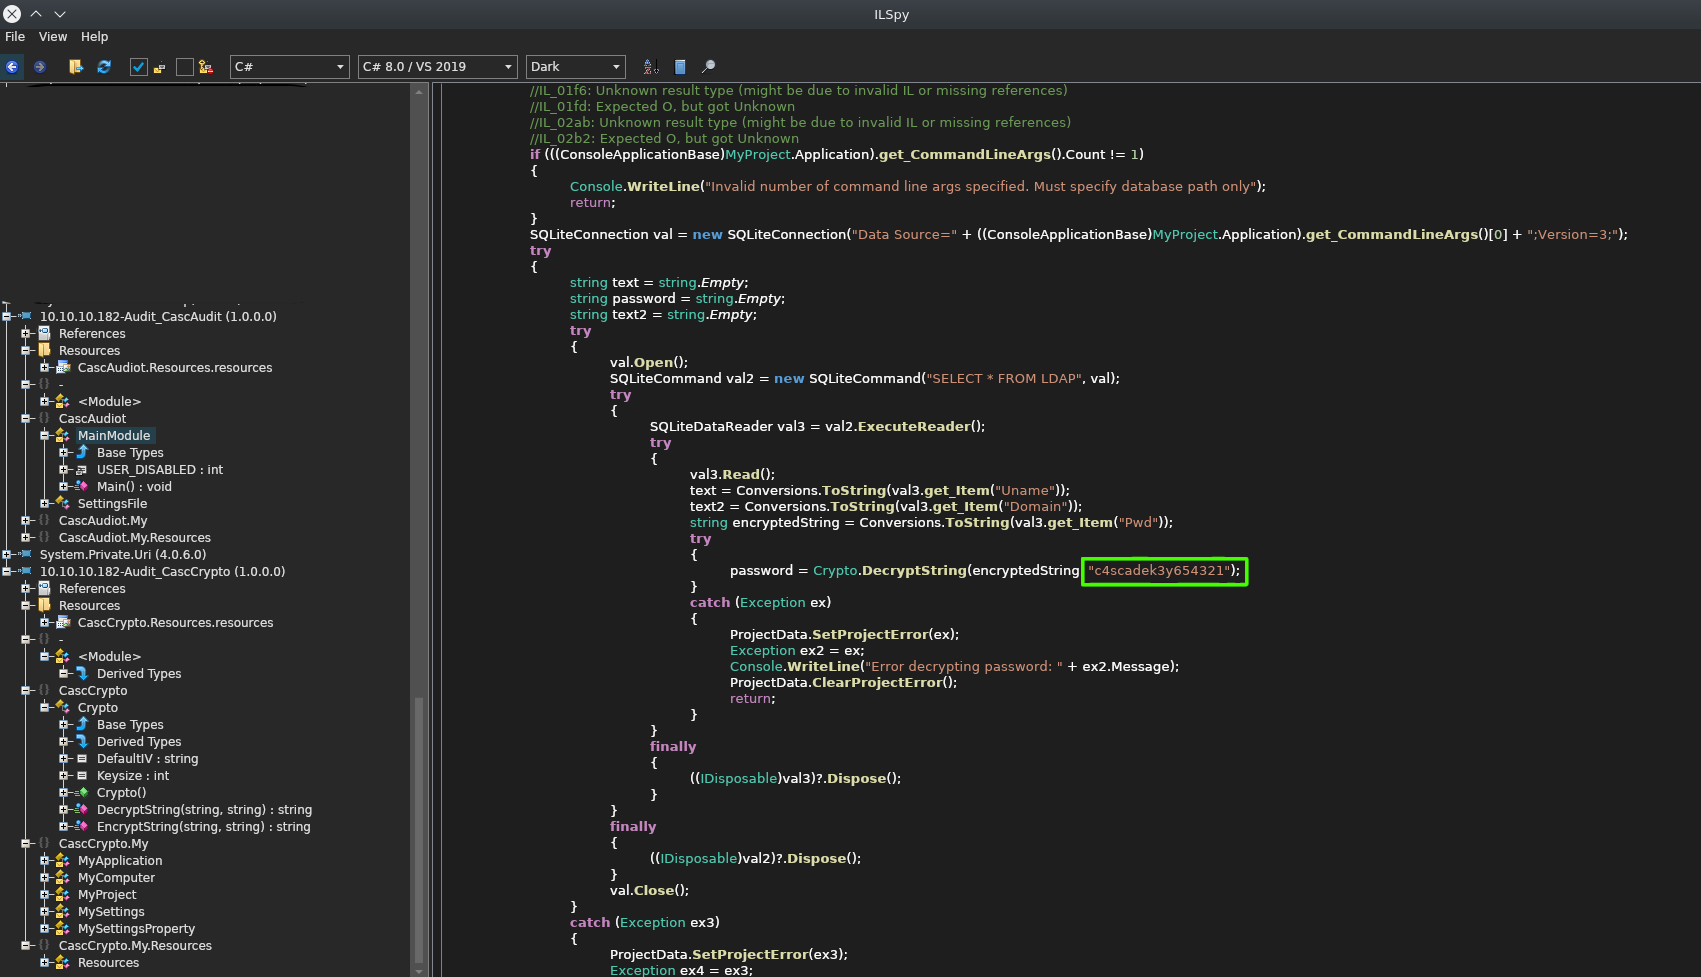 ILSpy
File View Help
C# C# 8.0 / VS 2019 Dark
10.10.10.182-Audit_CascAudit (1.0.0.0)
References
Resources
CascAudiot.Resources.resources
-
<Module>
CascAudiot
MainModule
Base Types
USER_DISABLED : int
Main() : void
SettingsFile
CascAudiot.My
CascAudiot.My.Resources
System.Private.Uri (4.0.6.0)
10.10.10.182-Audit_CascCrypto (1.0.0.0)
References
Resources
CascCrypto.Resources.resources
-
<Module>
Derived Types
CascCrypto
Crypto
Base Types
Derived Types
DefaultIV : string
Keysize : int
Crypto()
DecryptString(string, string) : string
EncryptString(string, string) : string
CascCrypto.My
MyApplication
MyComputer
MyProject
MySettings
MySettingsProperty
CascCrypto.My.Resources
Resources
//IL_01f6: Unknown result type (might be due to invalid IL or missing references)
//IL_01fd: Expected O, but got Unknown
//IL_02ab: Unknown result type (might be due to invalid IL or missing references)
//IL_02b2: Expected O, but got Unknown
if (((ConsoleApplicationBase)MyProject.Application).get_CommandLineArgs().Count != 1)
{
Console.WriteLine("Invalid number of command line args specified. Must specify database path only");
return;
}
SQLiteConnection val = new SQLiteConnection("Data Source=" + ((ConsoleApplicationBase)MyProject.Application).get_CommandLineArgs()[0] + ";Version=3;");
try
{
string text = string.Empty;
string password = string.Empty;
string text2 = string.Empty;
try
{
val.Open();
SQLiteCommand val2 = new SQLiteCommand("SELECT * FROM LDAP", val);
try
{
SQLiteDataReader val3 = val2.ExecuteReader();
try
{
val3.Read();
text = Conversions.ToString(val3.get_Item("Uname"));
text2 = Conversions.ToString(val3.get_Item("Domain"));
string encryptedString = Conversions.ToString(val3.get_Item("Pwd"));
try
{
password = Crypto.DecryptString(encryptedString "c4scadek3y654321");
}
catch (Exception ex)
{
ProjectData.SetProjectError(ex);
Exception ex2 = ex;
Console.WriteLine("Error decrypting password: " + ex2.Message);
ProjectData.ClearProjectError();
return;
}
}
finally
{
((IDisposable)val3)?.Dispose();
}
}
finally
{
((IDisposable)val2)?.Dispose();
}
val.Close();
}
catch (Exception ex3)
{
ProjectData.SetProjectError(ex3);
Exception ex4 = ex3;